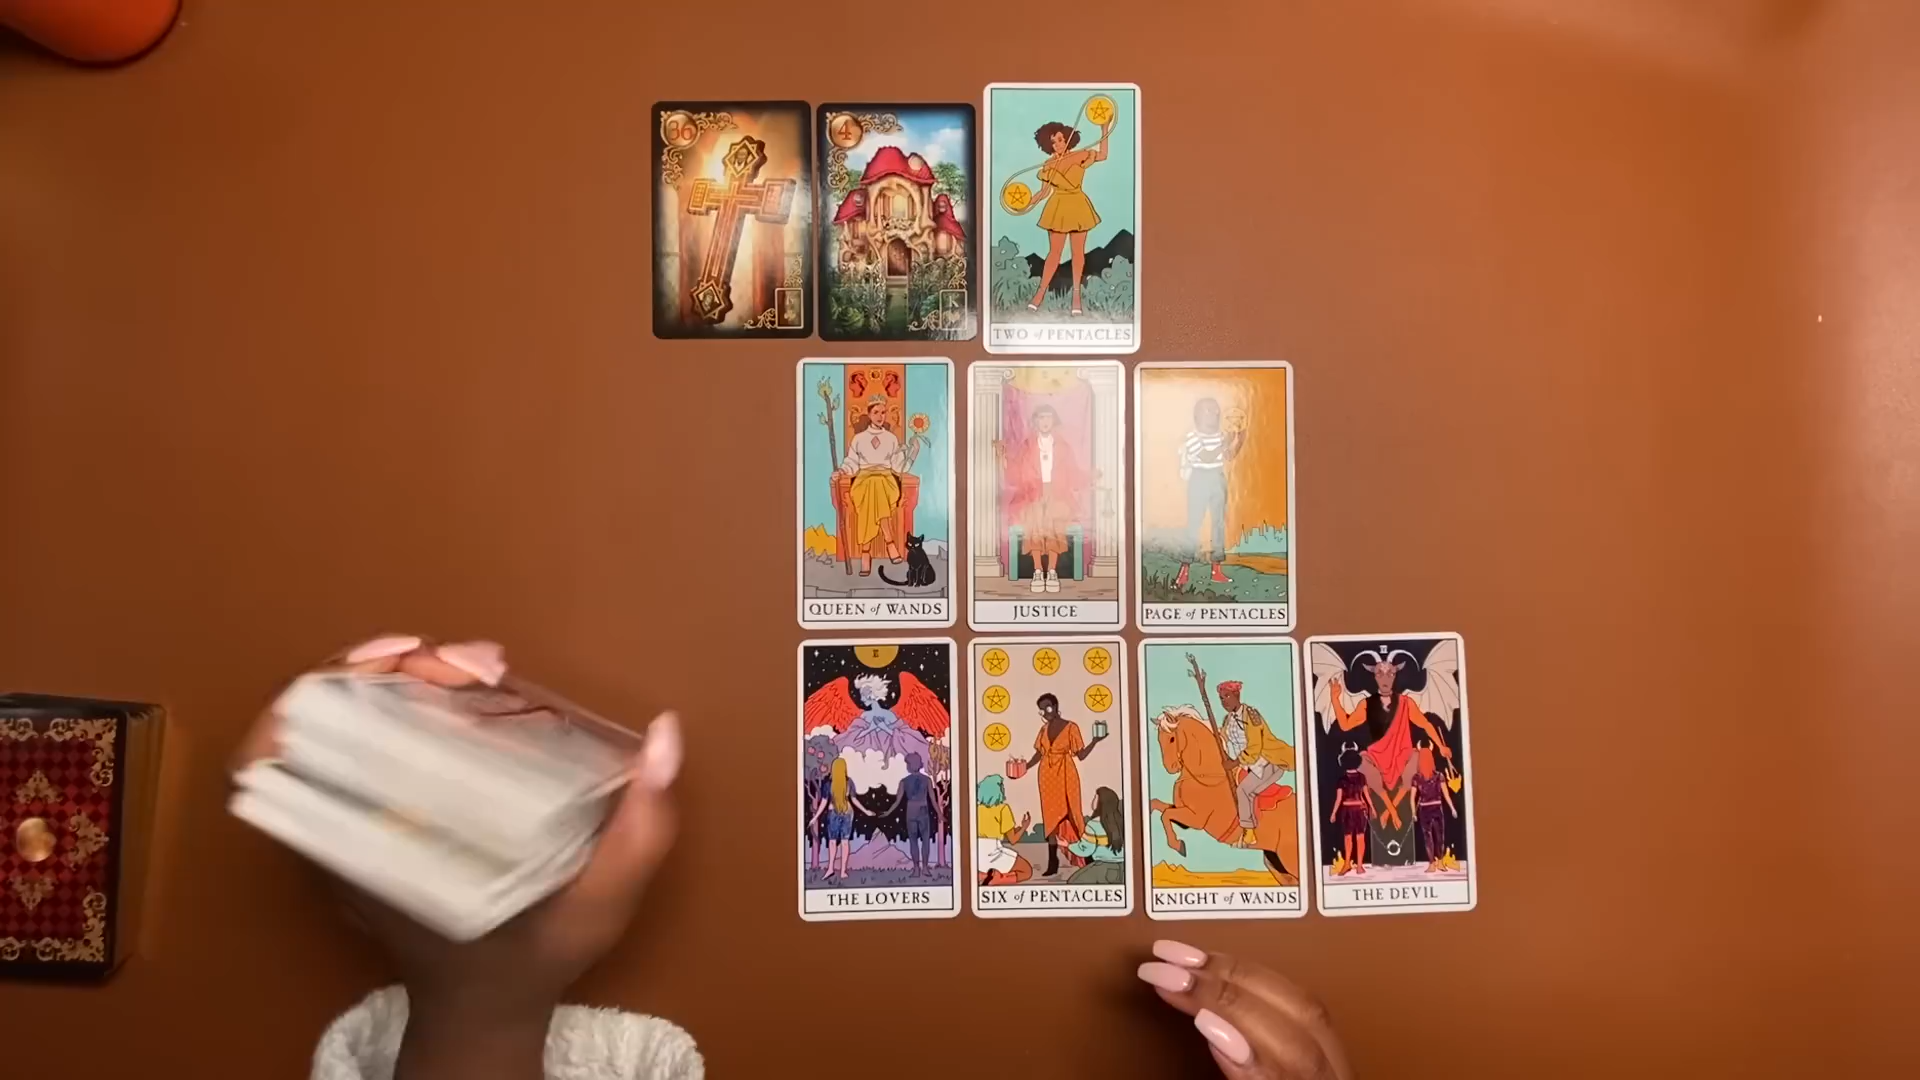 36
4
TWO of PENTACLES
K
QUEEN of WANDS
JUSTICE
PAGE of PENTACLES
THE LOVERS
SIX of PENTACLES
KNIGHT of WANDS
THE DEVIL